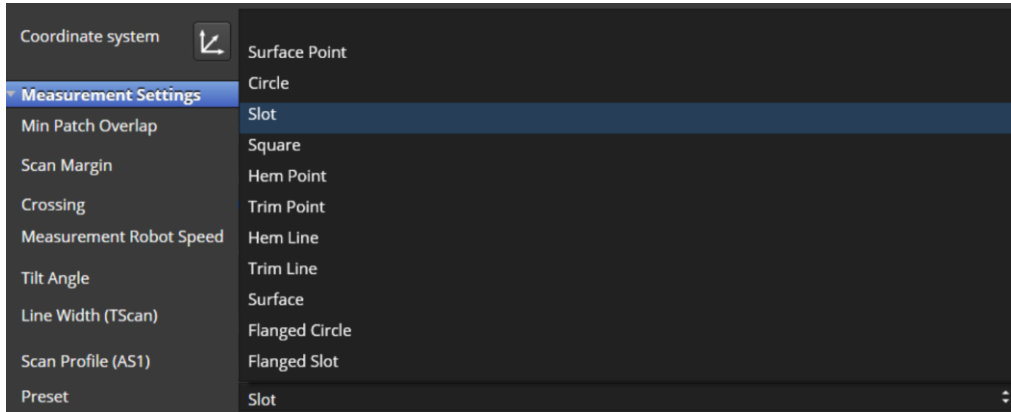 Coordinate system
Measurement Settings
Min Patch Overlap
Scan Margin
Crossing
Measurement Robot Speed
Tilt Angle
Line Width (TScan)
Scan Profile (AS1)
Preset
Surface Point
Circle
Slot
Square
Hem Point
Trim Point
Hem Line
Trim Line
Surface
Flanged Circle
Flanged Slot
Slot